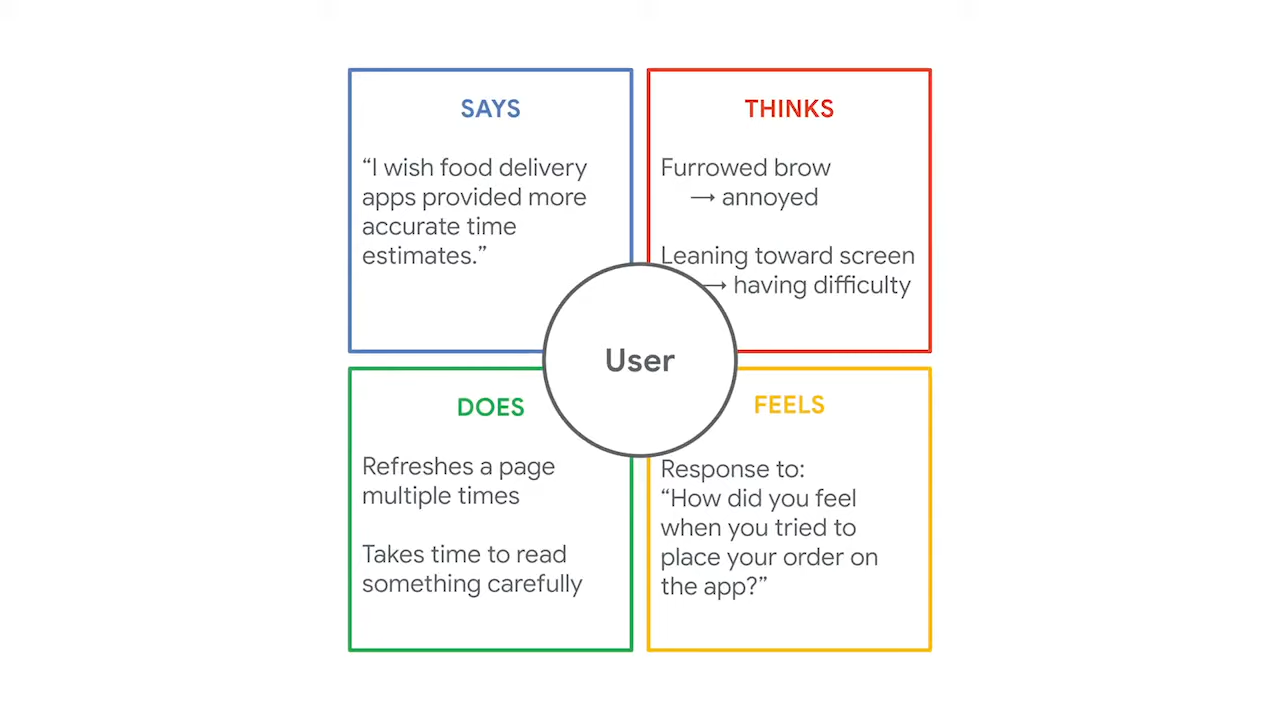 SAYS
“I wish food delivery
apps provided more
accurate time
estimates.”
THINKS
Furrowed brow
→ annoyed
Leaning toward screen
→ having difficulty
User
DOES
Refreshes a page
multiple times
Takes time to read
something carefully
FEELS
Response to:
“How did you feel
when you tried to
place your order on
the app?”